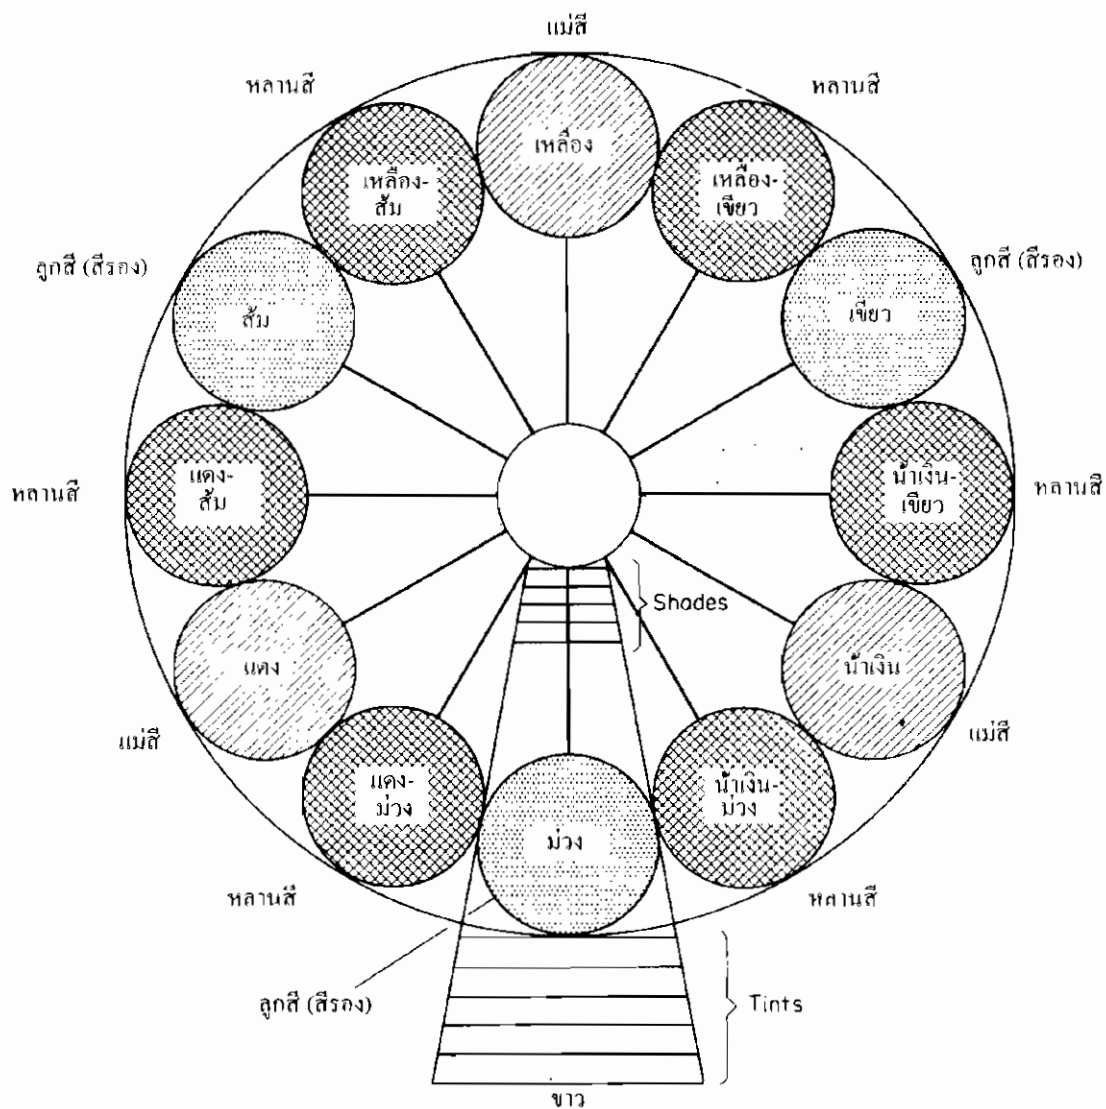 แม่สี
หลานสี
หลานสี
เหลือง
เหลือง-
ส้ม
เหลือง-
เขียว
ลูกสี (สีรอง)
ลูกสี (สีรอง)
ส้ม
เขียว
หลานสี
แดง-
ส้ม
น้ำเงิน-
เขียว
หลานสี
Shades
แดง
น้ำเงิน
แม่สี
แม่สี
แดง-
ม่วง
น้ำเงิน-
ม่วง
ม่วง
หลานสี
หลานสี
ลูกสี (สีรอง)
Tints
ขาว